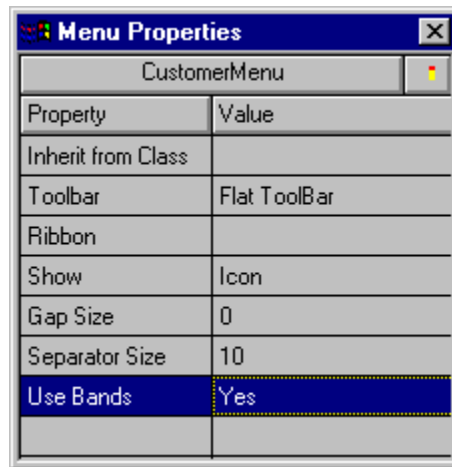 Menu Properties
CustomerMenu
Property Value
Inherit from Class
Toolbar Flat ToolBar
Ribbon
Show Icon
Gap Size 0
Separator Size 10
Use Bands Yes